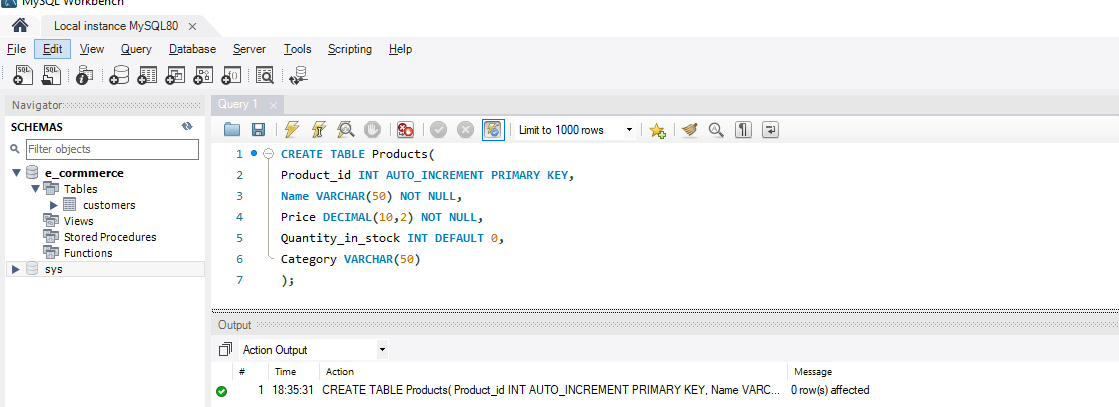 MySQL Workbench
Local instance MySQL80
File Edit View Query Database Server Tools Scripting Help
Navigator
Query 1
SCHEMAS
Filter objects
Limit to 1000 rows
e_cormmerce
Tables
customers
Views
Stored Procedures
Functions
sys
1 CREATE TABLE Products(
2 Product_id INT AUTO_INCREMENT PRIMARY KEY,
3 Name VARCHAR(50) NOT NULL,
4 Price DECIMAL(10,2) NOT NULL,
5 Quantity_in_stock INT DEFAULT 0,
6 Category VARCHAR(50)
7 );
Output
Action Output
# Time Action Message
1 18:35:31 CREATE TABLE Products( Product_id INT AUTO_INCREMENT PRIMARY KEY, Name VARC... 0 row(s) affected